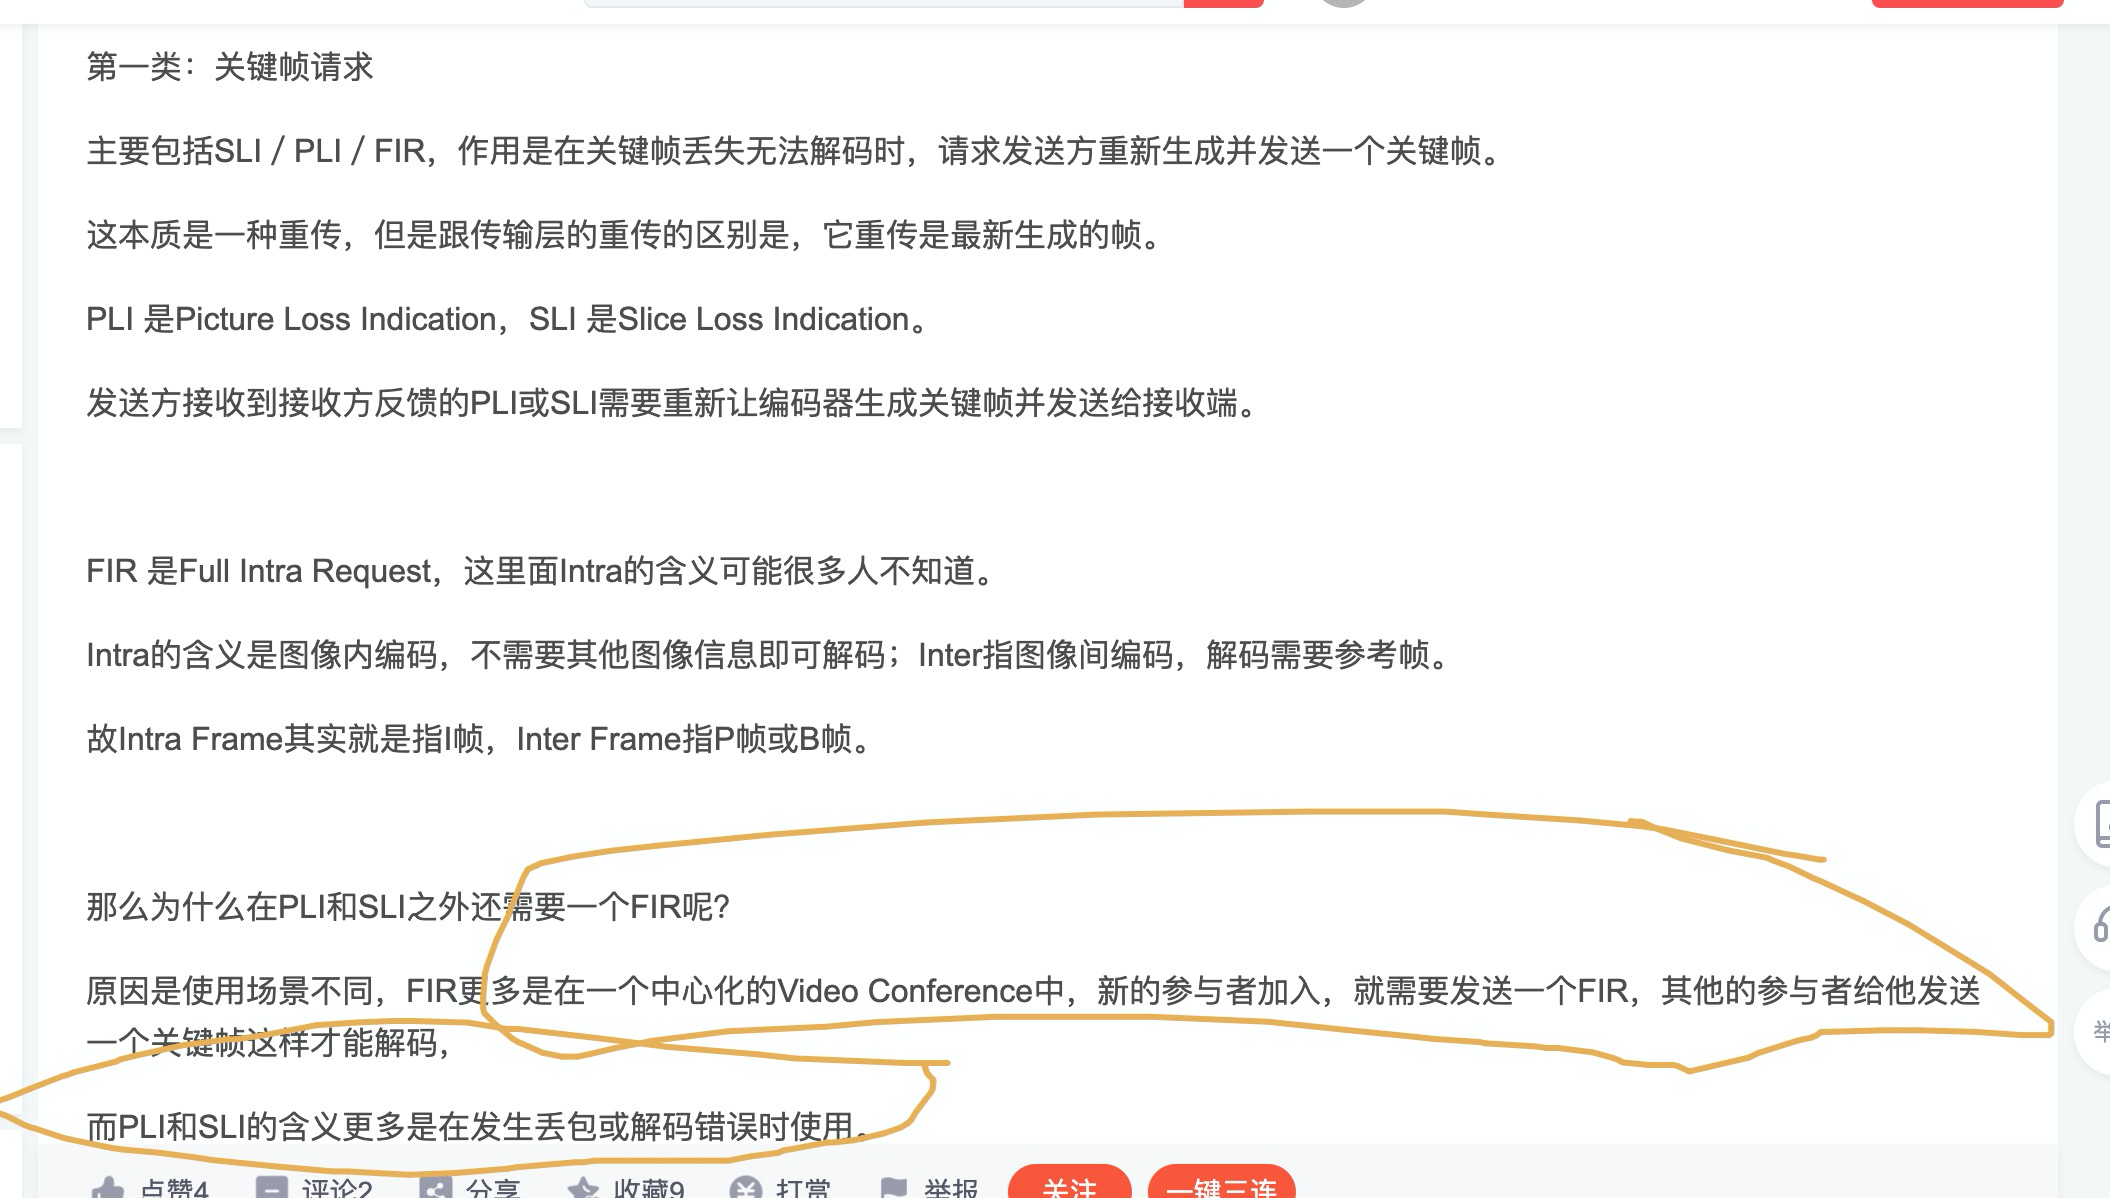 第一类：关键帧请求
主要包括SLI / PLI / FIR，作用是在关键帧丢失无法解码时，请求发送方重新生成并发送一个关键帧。
这本质是一种重传，但是跟传输层的重传的区别是，它重传是最新生成的帧。
PLI 是Picture Loss Indication，SLI 是Slice Loss Indication。
发送方接收到接收方反馈的PLI或SLI需要重新让编码器生成关键帧并发送给接收端。
FIR 是Full Intra Request，这里面Intra的含义可能很多人不知道。
Intra的含义是图像内编码，不需要其他图像信息即可解码；Inter指图像间编码，解码需要参考帧。
故Intra Frame其实就是指I帧，Inter Frame指P帧或B帧。
那么为什么在PLI和SLI之外还需要一个FIR呢?
原因是使用场景不同，FIR更多是在一个中心化的Video Conference中，新的参与者加入，就需要发送一个FIR，其他的参与者给他发送
一个关键帧这样才能解码，
举
而PLI和SLI的含义更多是在发生丢包或解码错误时使用。
点赞4 评论2 分享 收藏9 打赏 举报 关注 一键三连